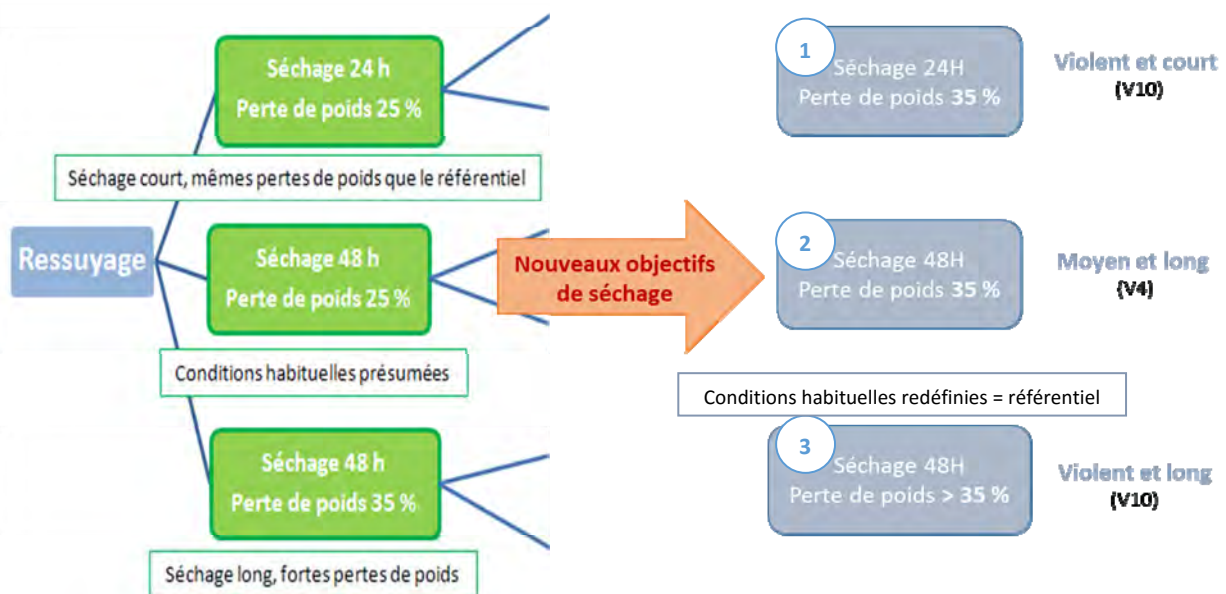 Séchage 24 h
Perte de poids 25 %
Séchage court, mêmes pertes de poids que le référentiel
Ressuyage
Séchage 48 h
Perte de poids 25 %
Conditions habituelles présumées
Séchage 48 h
Perte de poids 35 %
Séchage long, fortes pertes de poids
Nouveaux objectifs
de séchage
1
Séchage 24H
Perte de poids 35 %
Violent et court
(V10)
2
Séchage 48H
Perte de poids 35 %
Moyen et long
(V4)
Conditions habituelles redéfinies = référentiel
3
Séchage 48H
Perte de poids > 35 %
Violent et long
(V10)